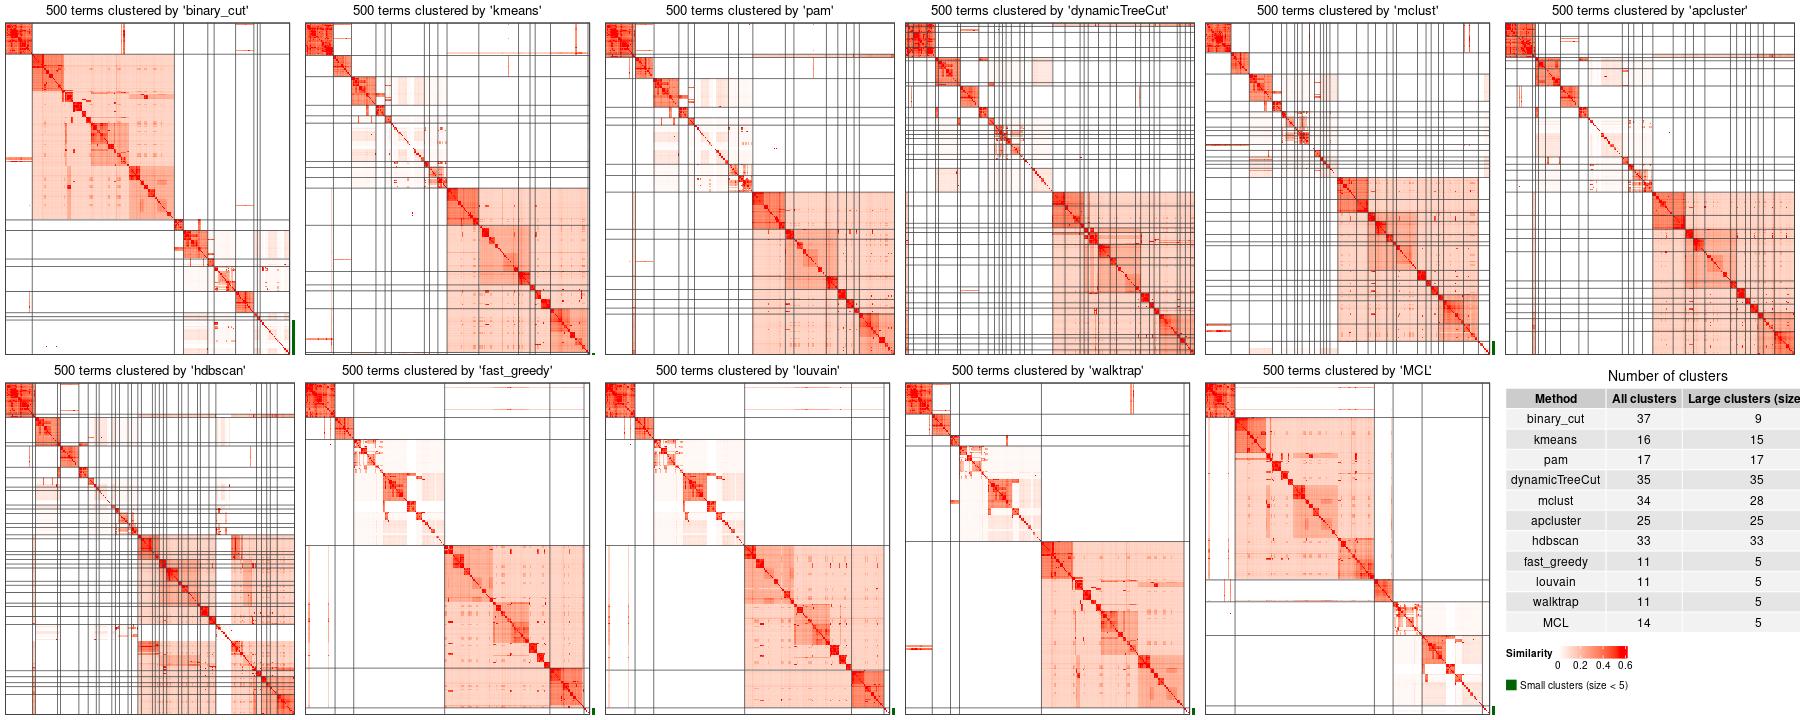 500 terms clustered by 'binary_cut'
500 terms clustered by 'kmeans'
500 terms clustered by 'pam'
500 terms clustered by 'dynamicTreeCut'
500 terms clustered by 'mclust'
500 terms clustered by 'apcluster'
500 terms clustered by 'hdbscan'
500 terms clustered by 'fast_greedy'
500 terms clustered by 'louvain'
500 terms clustered by 'walktrap'
500 terms clustered by 'MCL'
Number of clusters
Method All clusters Large clusters (size
binary_cut 37 9
kmeans 16 15
pam 17 17
dynamicTreeCut 35 35
mclust 34 28
apcluster 25 25
hdbscan 33 33
fast_greedy 11 5
louvain 11 5
walktrap 11 5
MCL 14 5
Similarity
0 0.2 0.4 0.6
Small clusters (size < 5)